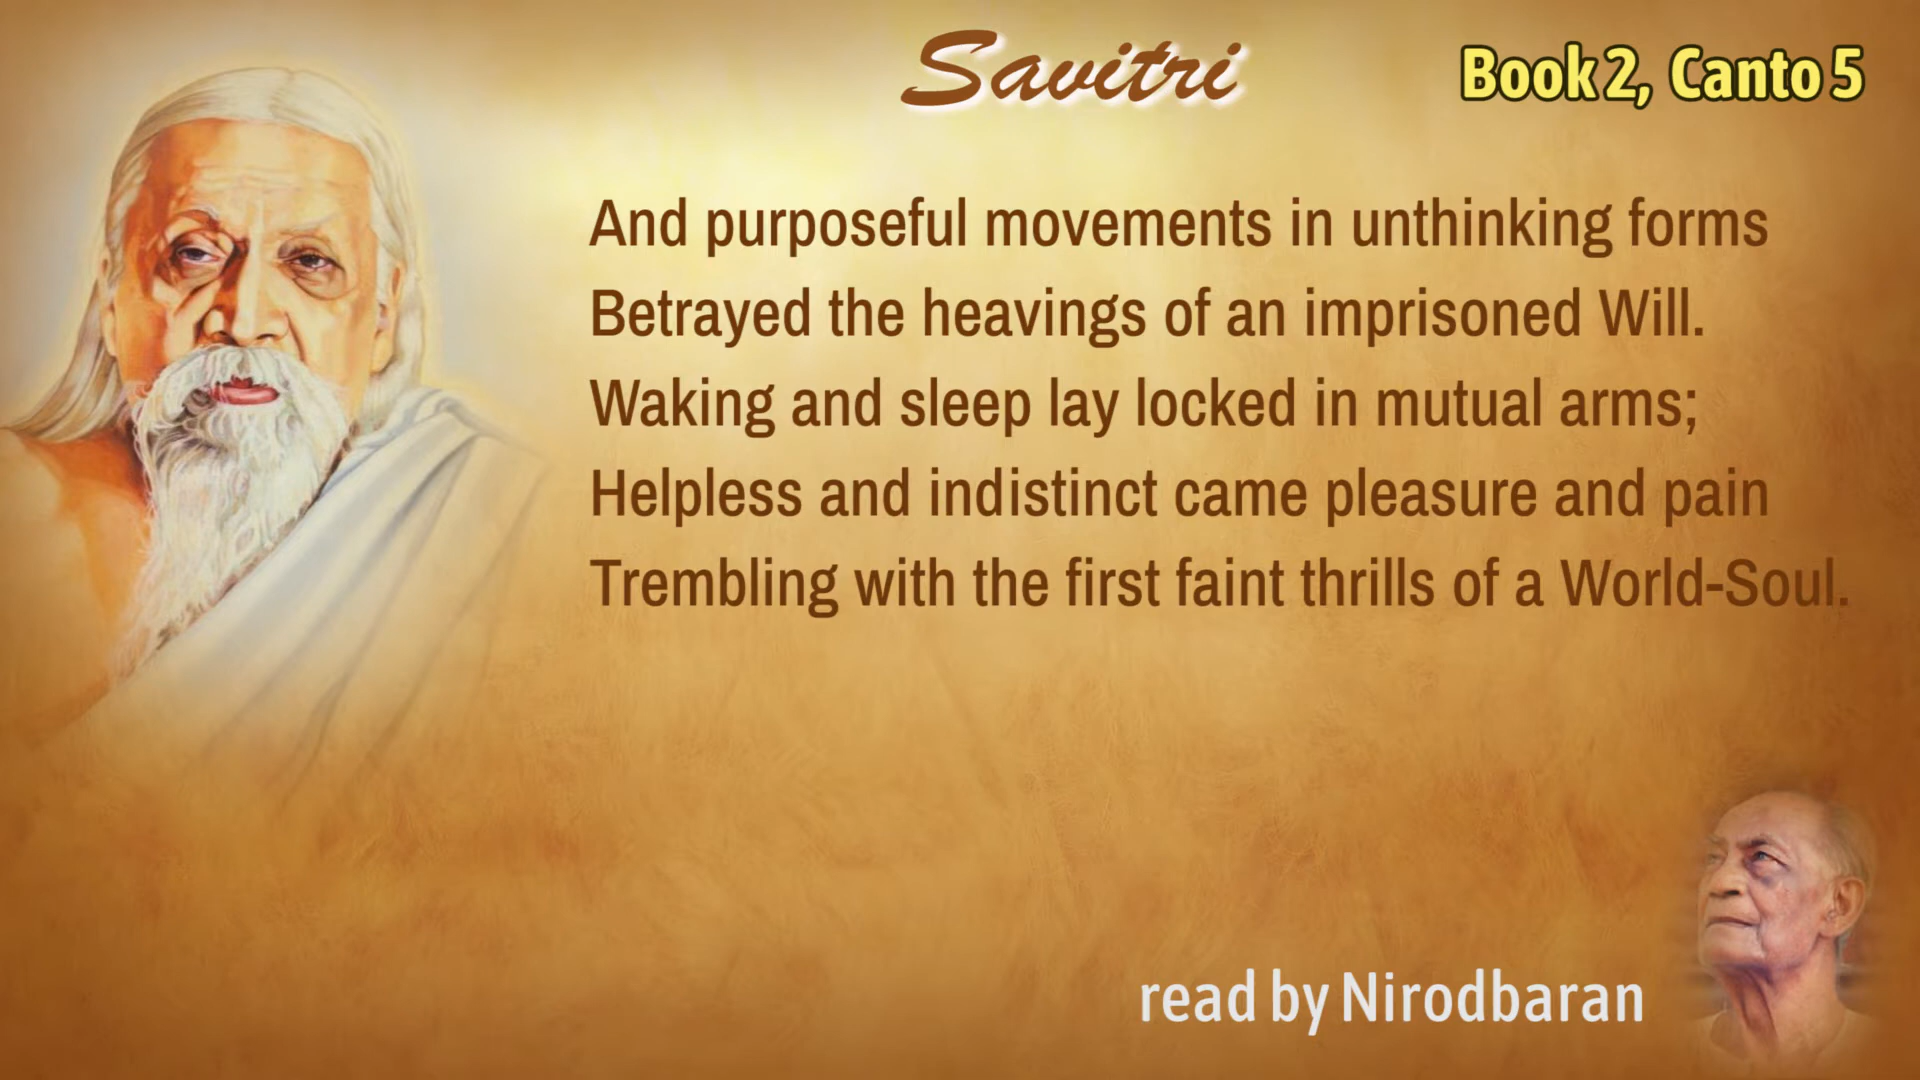 Savitri
Book 2, Canto 5
And purposeful movements in unthinking forms
Betrayed the heavings of an imprisoned Will.
Waking and sleep lay locked in mutual arms;
Helpless and indistinct came pleasure and pain
Trembling with the first faint thrills of a World-Soul.
read by Nirodbaran